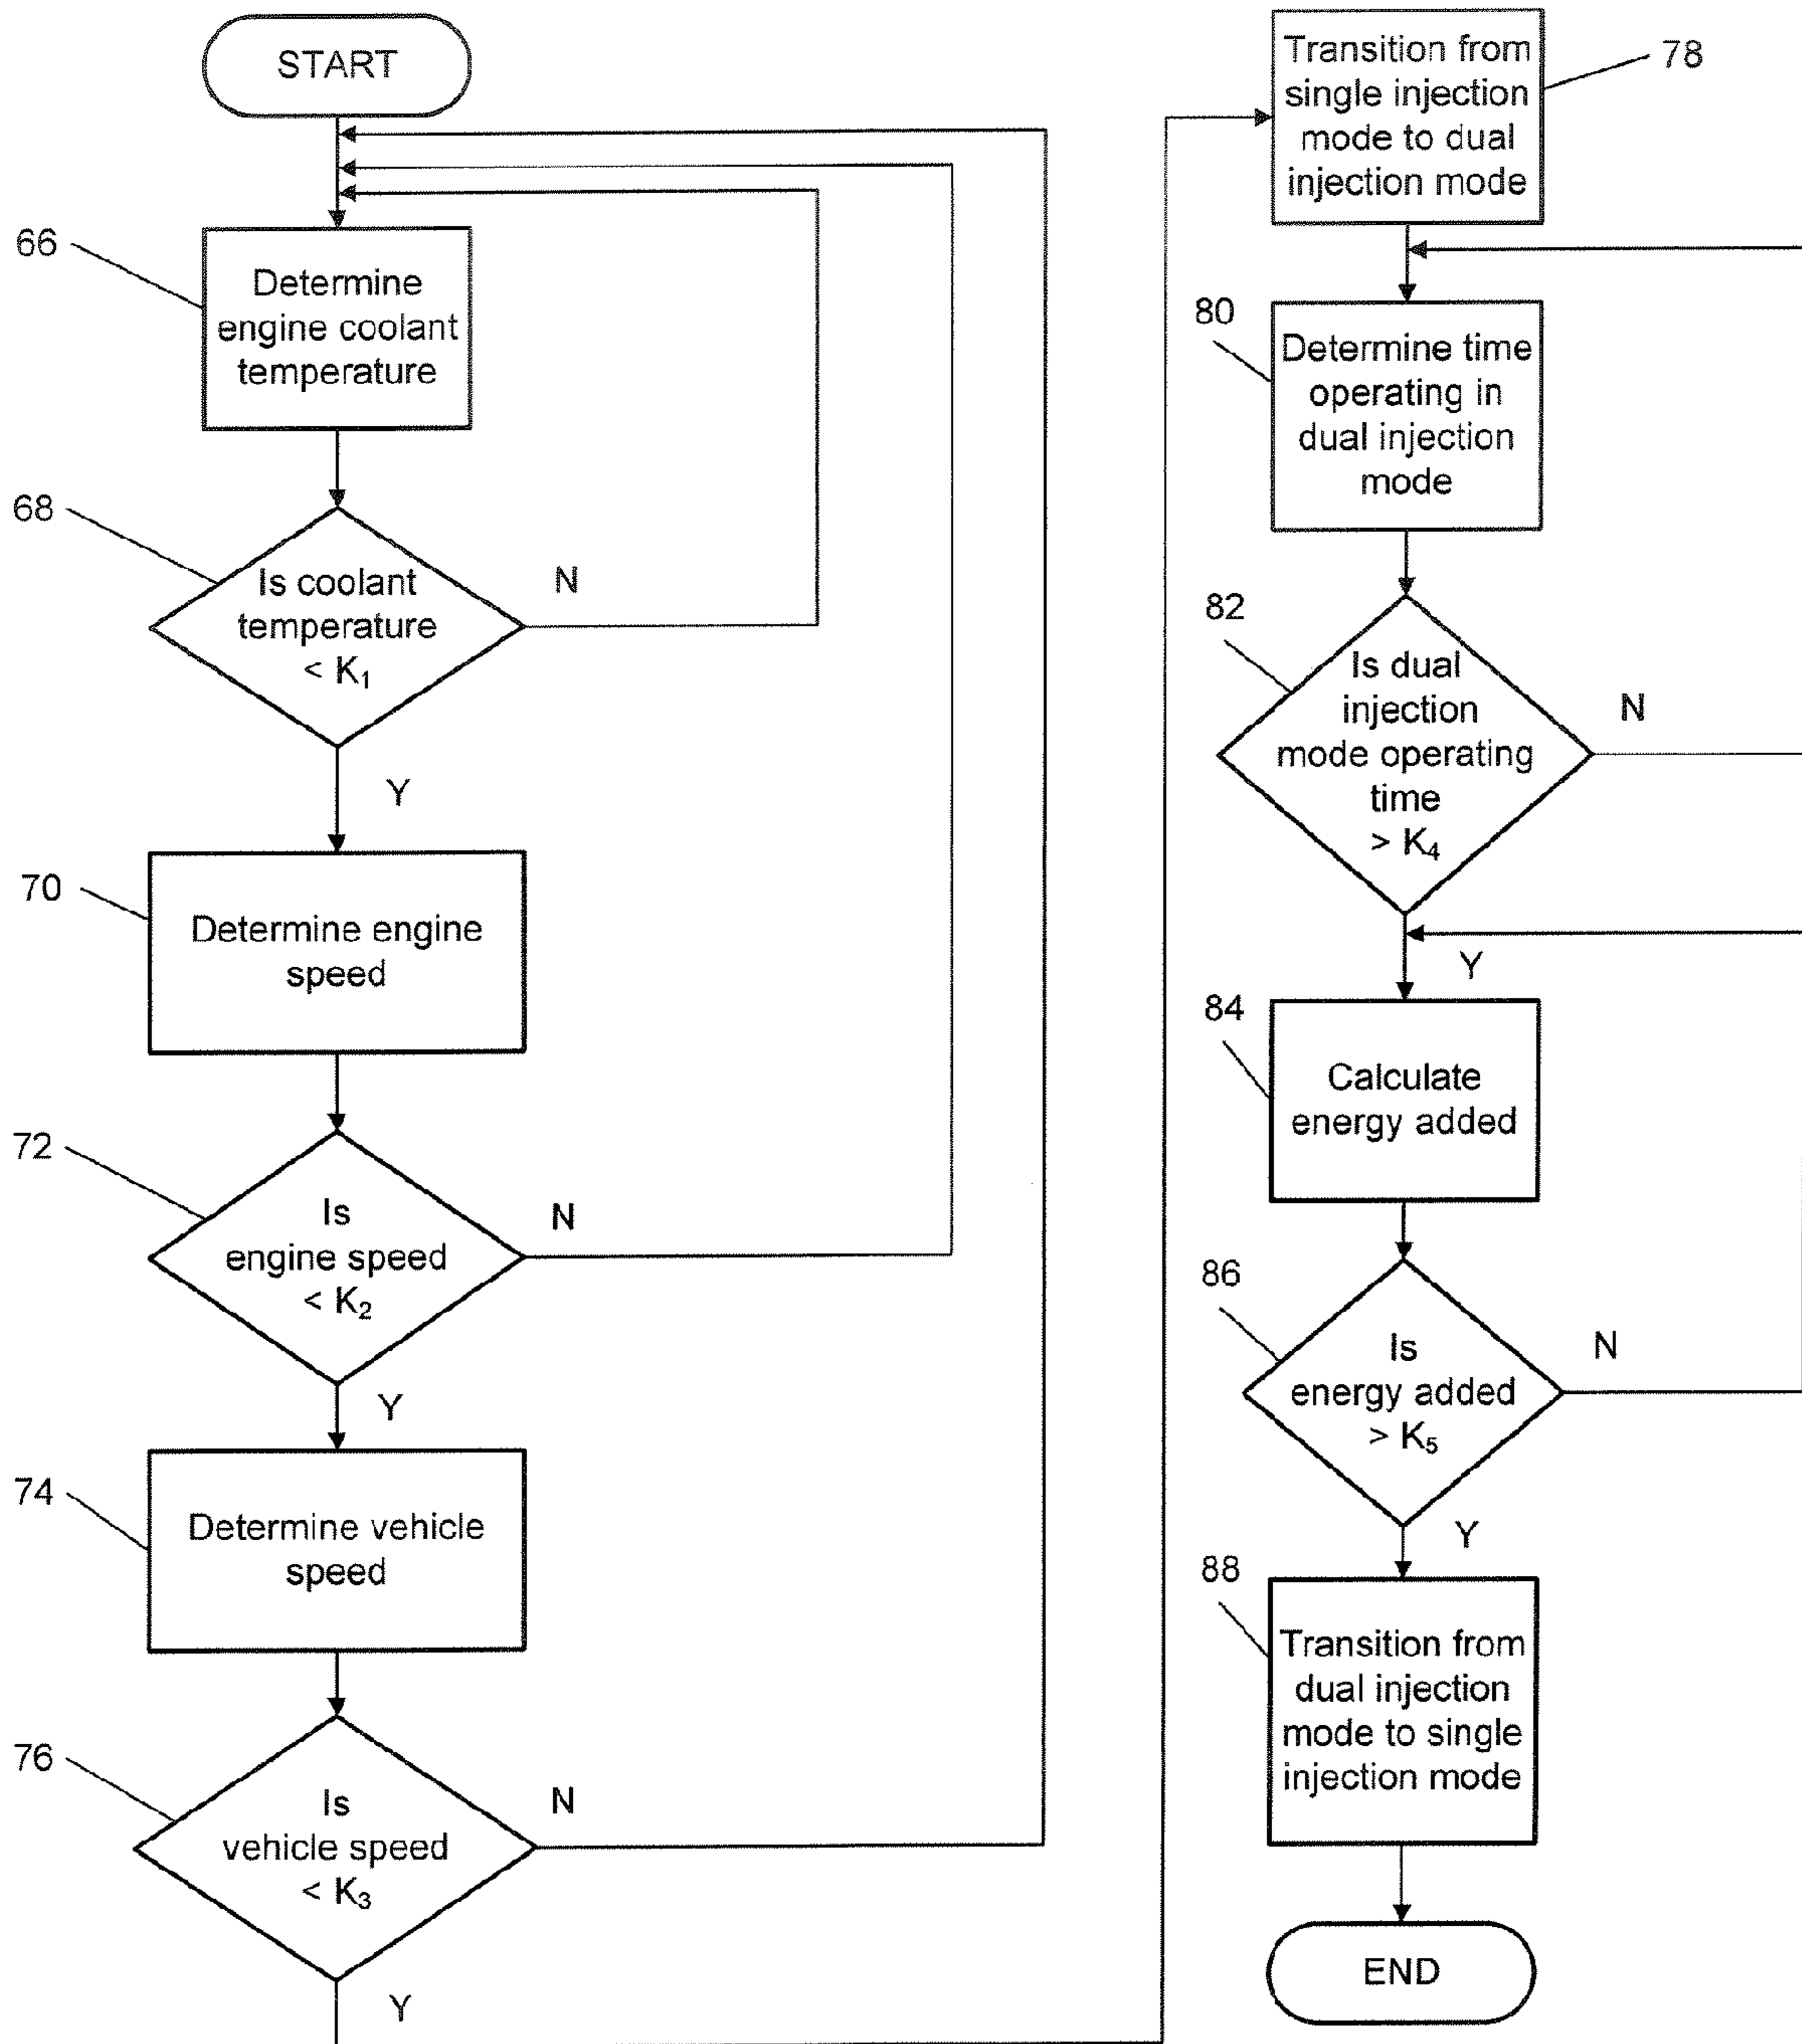 START
66
Determine
engine coolant
temperature
68
Is coolant
temperature
< K₁
N
Y
70
Determine engine
speed
72
Is
engine speed
< K₂
N
Y
74
Determine vehicle
speed
76
Is
vehicle speed
< K₃
N
Y
78
Transition from
single injection
mode to dual
injection mode
80
Determine time
operating in
dual injection
mode
82
Is dual
injection
mode operating
time
> K₄
N
Y
84
Calculate
energy added
86
Is
energy added
> K₅
N
Y
88
Transition from
dual injection
mode to single
injection mode
END